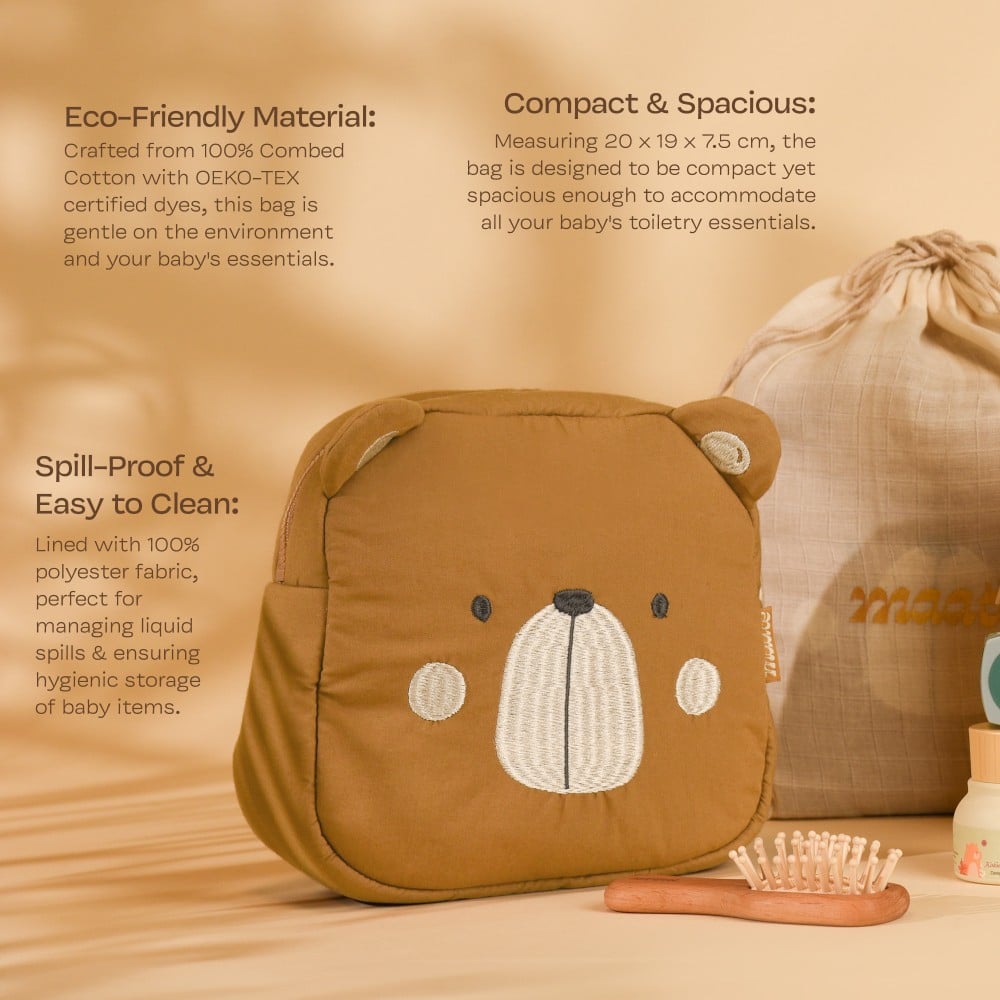 Eco-Friendly Material:
Crafted from 100% Combed
Cotton with OEKO-TEX
certified dyes, this bag is
gentle on the environment
and your baby's essentials.
Compact & Spacious:
Measuring 20 x 19 x 7.5 cm, the
bag is designed to be compact yet
spacious enough to accommodate
all your baby's toiletry essentials.
Spill-Proof &
Easy to Clean:
Lined with 100%
polyester fabric,
perfect for
managing liquid
spills & ensuring
hygienic storage
of baby items.